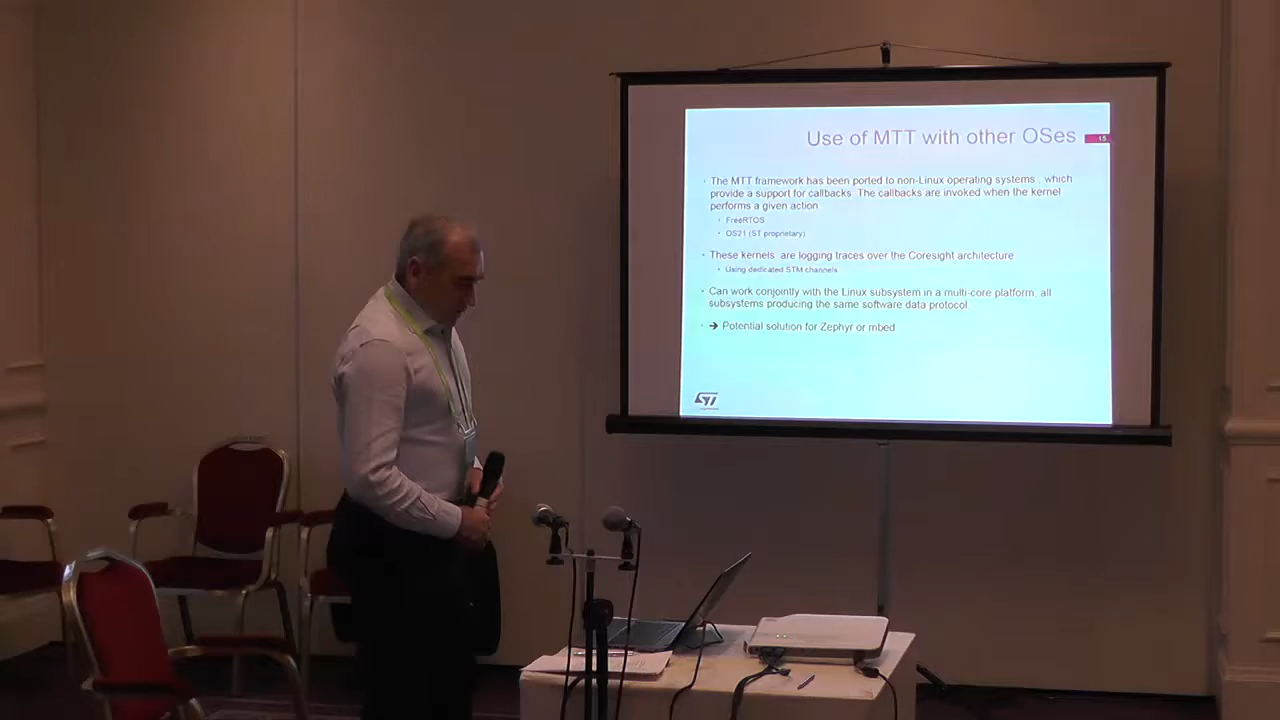 Use of MTT with other OSes
15
The MTT framework has been ported to non-Linux operating systems , which
provide a support for callbacks. The callbacks are invoked when the kernel
performs a given action
FreeRTOS
OS21 (ST proprietary)
These kernels are logging traces over the Coresight architecture
Using dedicated STM channels
Can work conjointly with the Linux subsystem in a multi-core platform, all
subsystems producing the same software data protocol
➔ Potential solution for Zephyr or mbed
ST